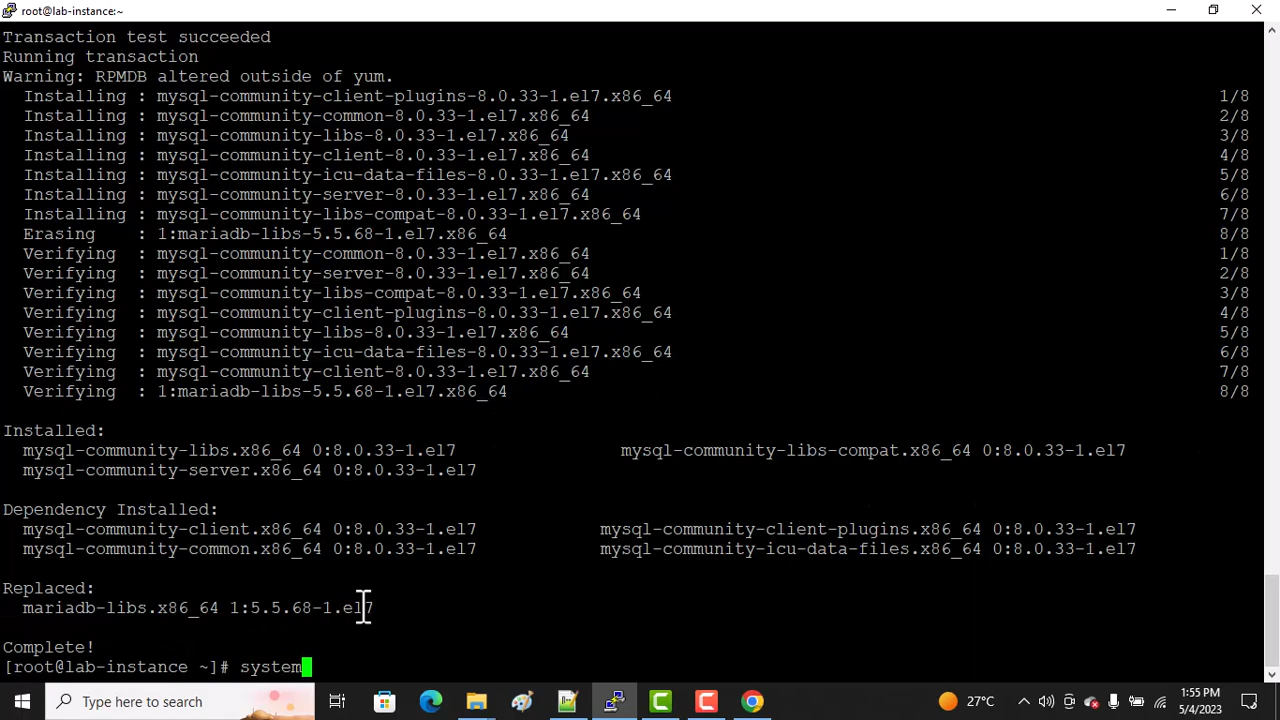 root@lab-instance:~
Transaction test succeeded
Running transaction
Warning: RPMDB altered outside of yum.
Installing : mysql-community-client-plugins-8.0.33-1.el7.x86_64 1/8
Installing : mysql-community-common-8.0.33-1.el7.x86_64 2/8
Installing : mysql-community-libs-8.0.33-1.el7.x86_64 3/8
Installing : mysql-community-client-8.0.33-1.el7.x86_64 4/8
Installing : mysql-community-icu-data-files-8.0.33-1.el7.x86_64 5/8
Installing : mysql-community-server-8.0.33-1.el7.x86_64 6/8
Installing : mysql-community-libs-compat-8.0.33-1.el7.x86_64 7/8
Erasing : 1:mariadb-libs-5.5.68-1.el7.x86_64 8/8
Verifying : mysql-community-common-8.0.33-1.el7.x86_64 1/8
Verifying : mysql-community-server-8.0.33-1.el7.x86_64 2/8
Verifying : mysql-community-libs-compat-8.0.33-1.el7.x86_64 3/8
Verifying : mysql-community-client-plugins-8.0.33-1.el7.x86_64 4/8
Verifying : mysql-community-libs-8.0.33-1.el7.x86_64 5/8
Verifying : mysql-community-icu-data-files-8.0.33-1.el7.x86_64 6/8
Verifying : mysql-community-client-8.0.33-1.el7.x86_64 7/8
Verifying : 1:mariadb-libs-5.5.68-1.el7.x86_64 8/8
Installed:
mysql-community-libs.x86_64 0:8.0.33-1.el7 mysql-community-libs-compat.x86_64 0:8.0.33-1.el7
mysql-community-server.x86_64 0:8.0.33-1.el7
Dependency Installed:
mysql-community-client.x86_64 0:8.0.33-1.el7 mysql-community-client-plugins.x86_64 0:8.0.33-1.el7
mysql-community-common.x86_64 0:8.0.33-1.el7 mysql-community-icu-data-files.x86_64 0:8.0.33-1.el7
Replaced:
mariadb-libs.x86_64 1:5.5.68-1.el7
Complete!
[root@lab-instance ~]# system
Type here to search
27°C
1:55 PM
5/4/2023